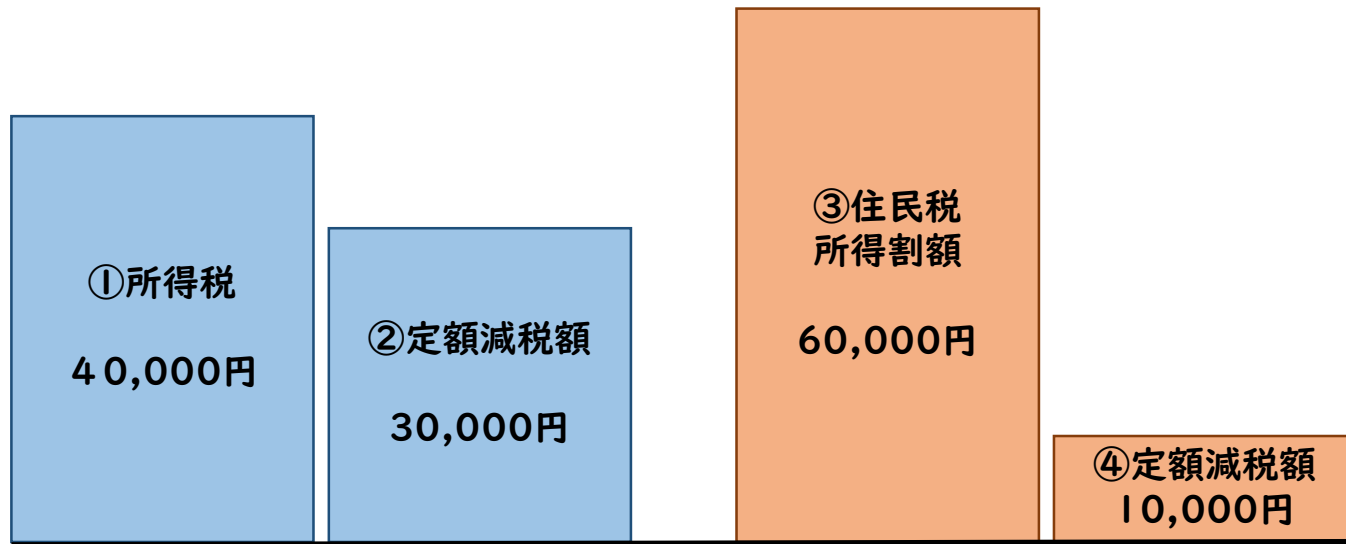 ①所得税
４0,000円
②定額減税額
30,000円
③住民税
所得割額
60,000円
④定額減税額
10,000円